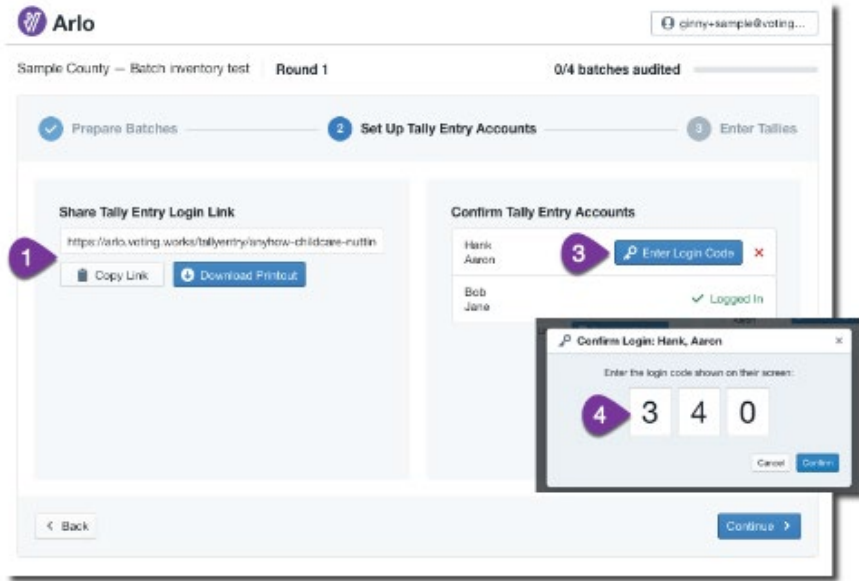 Arlo
ginny+sample@voting...
Sample County — Batch inventory test Round 1 0/4 batches audited
Prepare Batches 2 Set Up Tally Entry Accounts 3 Enter Tallies
Share Tally Entry Login Link
1 https://arlo.voting.works/tallyentry/anyhow-childcare-nuttin
Copy Link Download Printout
Confirm Tally Entry Accounts
Hank
Aaron
3 Enter Login Code ×
Bob
Jane
Logged In
Confirm Login: Hank, Aaron ×
Enter the login code shown on their screen:
4 3 4 0
Cancel Confirm
< Back Continue >